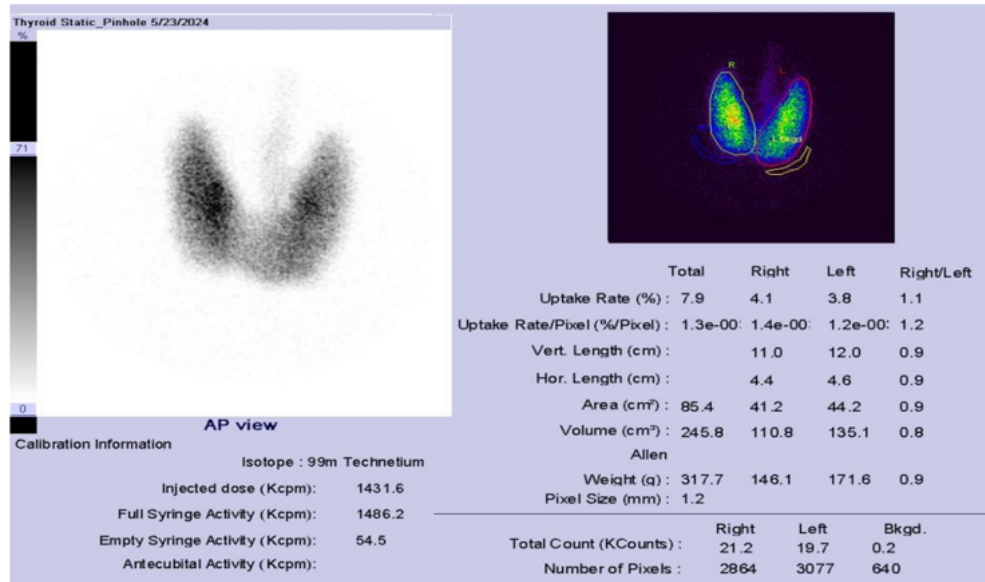 Thyroid Static_Pinhole 5/23/2024
%
71
0
AP view
Calibration Information
Isotope : 99m Technetium
Injected dose (Kcpm): 1431.6
Full Syringe Activity (Kcpm): 1486.2
Empty Syringe Activity (Kcpm): 54.5
Antecubital Activity (Kcpm):
R
L
L Bkgd
Total Right Left Right/Left
Uptake Rate (%) : 7.9 4.1 3.8 1.1
Uptake Rate/Pixel (%/Pixel) : 1.3e-00: 1.4e-00: 1.2e-00: 1.2
Vert. Length (cm) : 11.0 12.0 0.9
Hor. Length (cm) : 4.4 4.6 0.9
Area (cm²) : 85.4 41.2 44.2 0.9
Volume (cm³) : 245.8 110.8 135.1 0.8
Allen
Weight (g) : 317.7 146.1 171.6 0.9
Pixel Size (mm) : 1.2
Right Left Bkgd.
Total Count (KCounts) : 21.2 19.7 0.2
Number of Pixels : 2864 3077 640